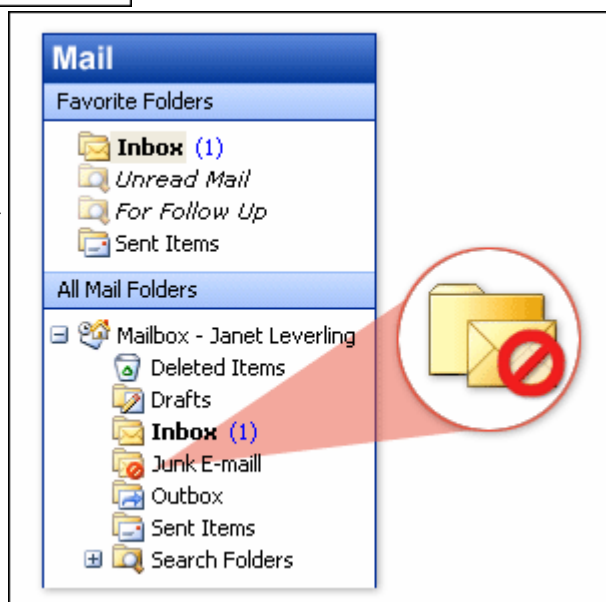 Mail
Favorite Folders
Inbox (1)
Unread Mail
For Follow Up
Sent Items
All Mail Folders
Mailbox - Janet Leverling
Deleted Items
Drafts
Inbox (1)
Junk E-maill
Outbox
Sent Items
Search Folders